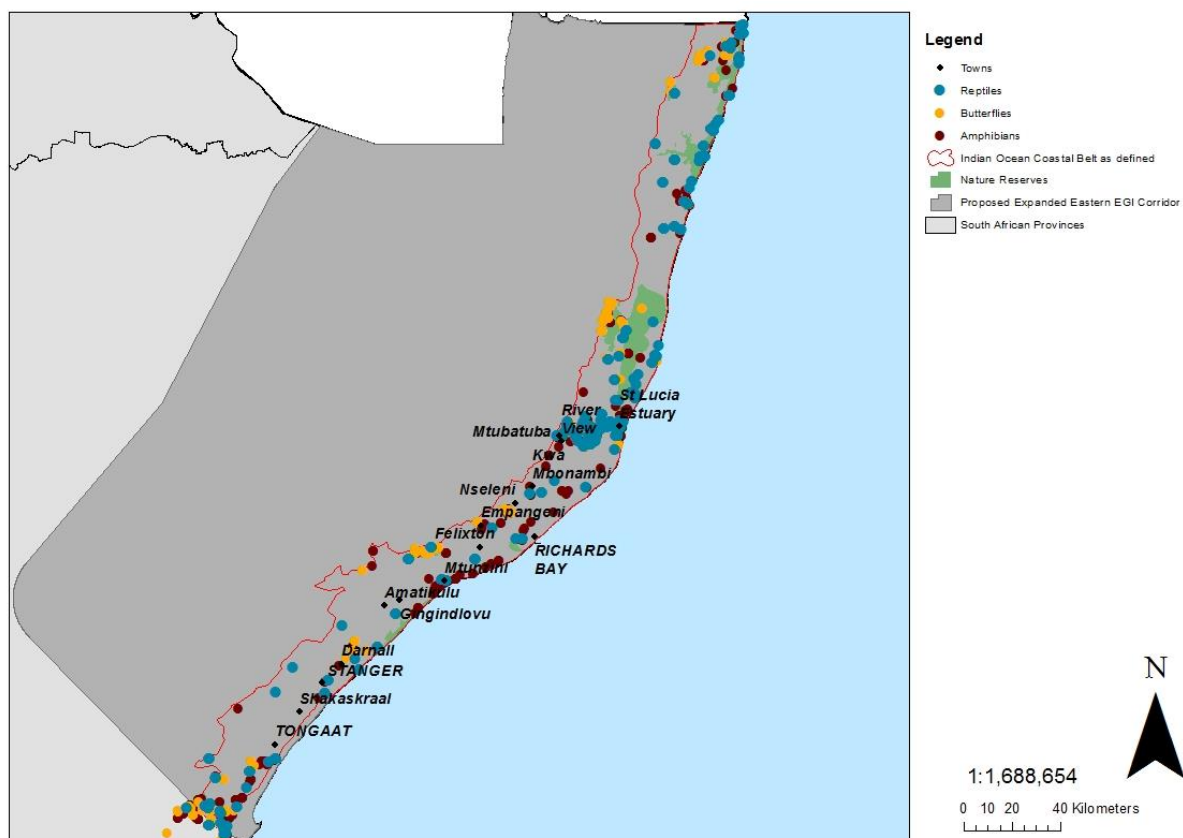 St Lucia
Estuary
River
View
Mtubatuba
Kwa
Mbonambi
Nseleni
Empangeni
Felixton
RICHARDS
BAY
Mtunzini
Amatikulu
Gingindlovu
Darnall
STANGER
Shakaskraal
TONGAAT
Legend
Towns
Reptiles
Butterflies
Amphibians
Indian Ocean Coastal Belt as defined
Nature Reserves
Proposed Expanded Eastern EGI Corridor
South African Provinces
N
1:1,688,654
0 10 20 40 Kilometers